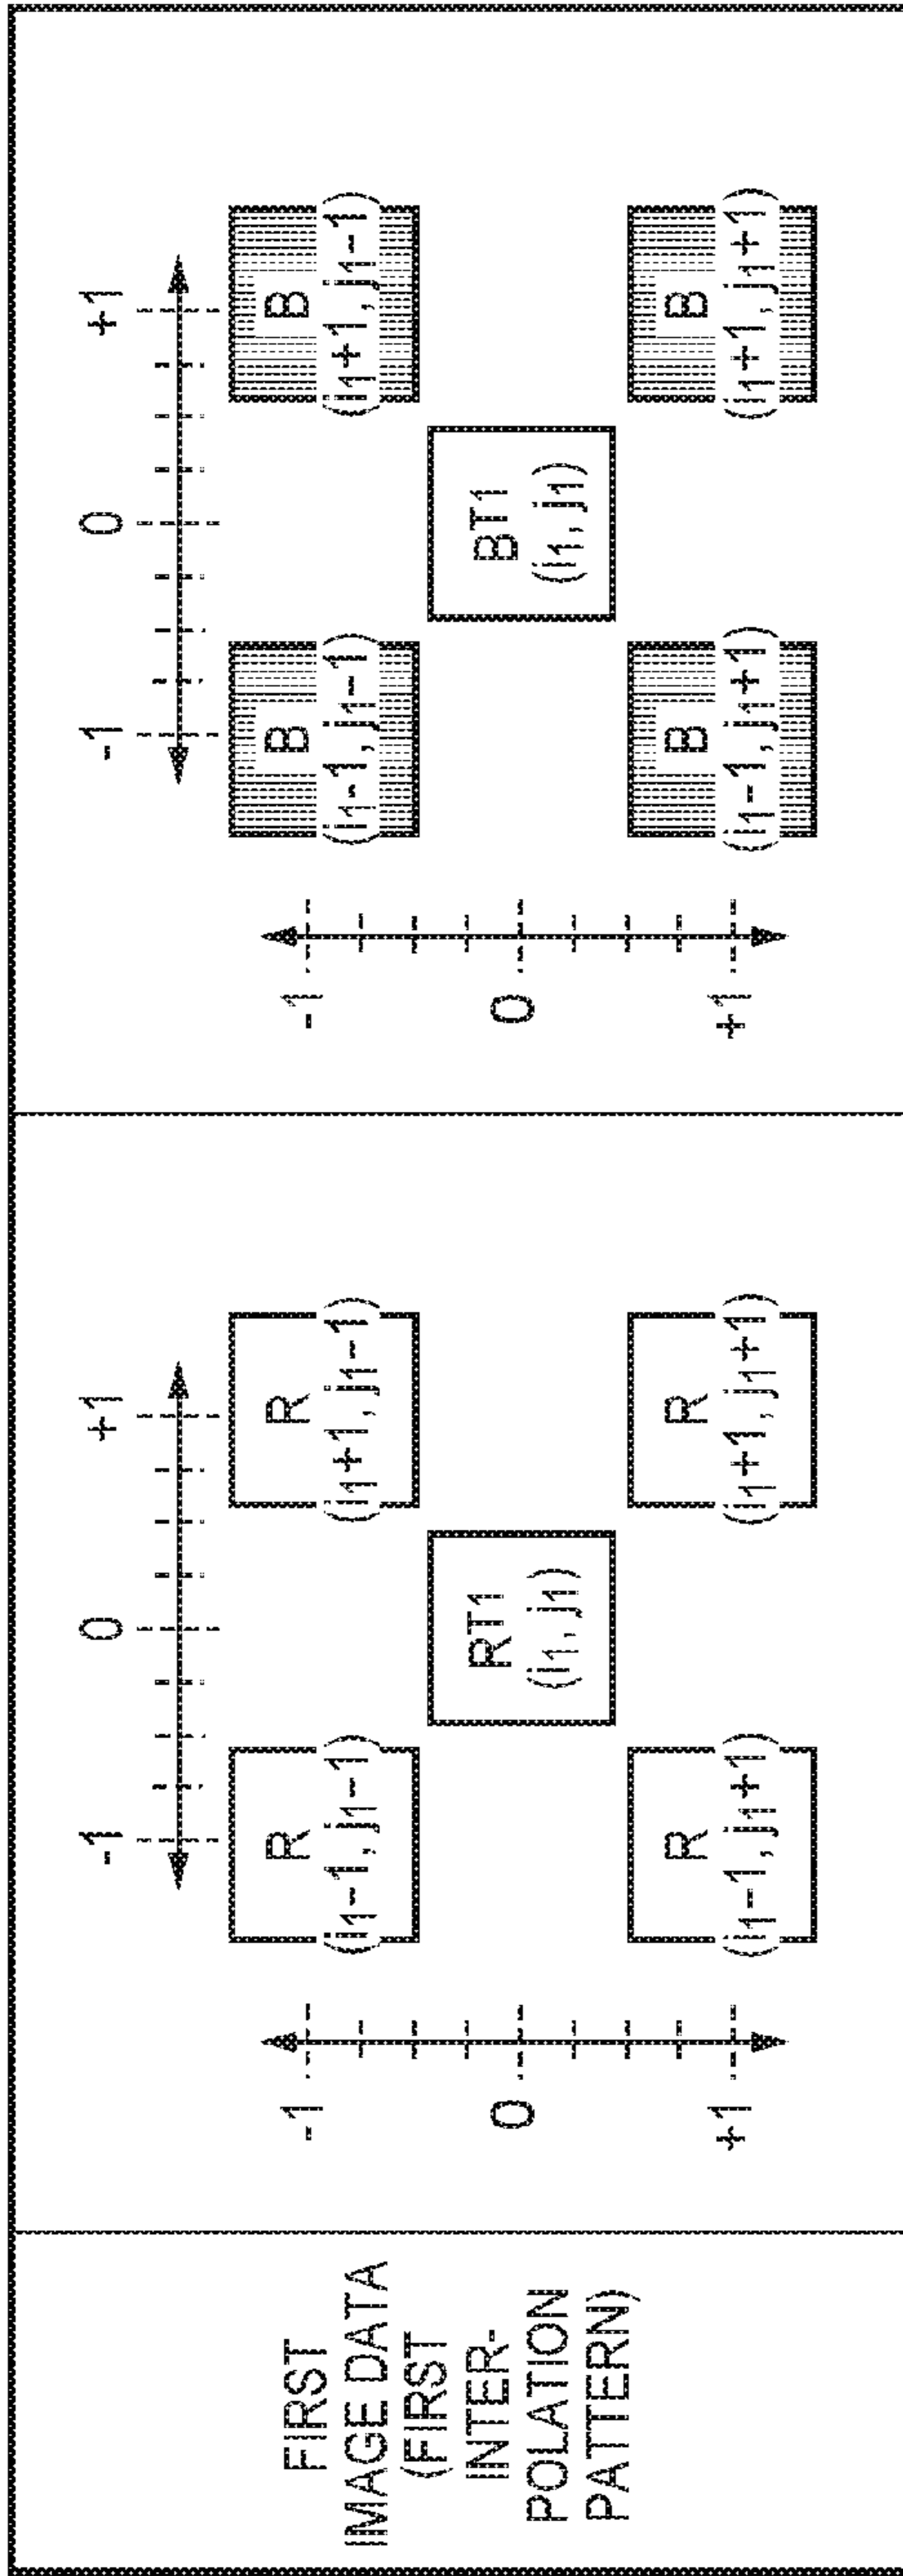 FIRST
IMAGE DATA
(FIRST
INTER-
POLATION
PATTERN)
-1 0 +1
-1
0
+1
R
(i1-1, j1-1)
R
(i1+1, j1-1)
RT1
(i1, j1)
R
(i1-1, j1+1)
R
(i1+1, j1+1)
-1 0 +1
-1
0
+1
B
(i1-1, j1-1)
B
(i1+1, j1-1)
BT1
(i1, j1)
B
(i1-1, j1+1)
B
(i1+1, j1+1)